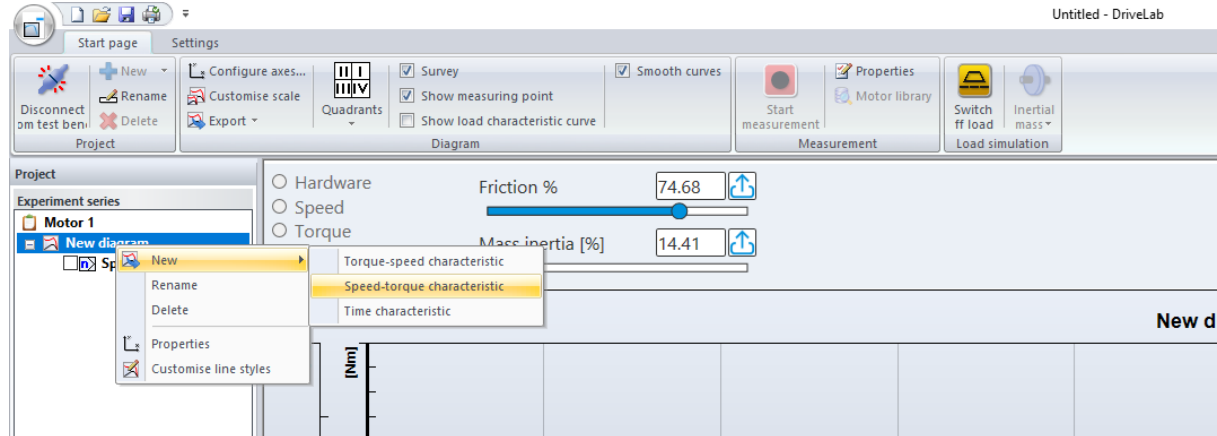 Untitled - DriveLab
Start page Settings
New
Rename
Delete
Disconnect
om test ben
Project
Configure axes...
Customise scale
Export
Quadrants
Survey
Show measuring point
Show load characteristic curve
Smooth curves
Diagram
Start
measurement
Properties
Motor library
Measurement
Switch
ff load
Inertial
mass
Load simulation
Project
Experiment series
Motor 1
New diagram
Sp
New
Rename
Delete
Properties
Customise line styles
Torque-speed characteristic
Speed-torque characteristic
Time characteristic
Hardware
Speed
Torque
Friction % 74.68
Mass inertia [%] 14.41
New d
[Nm]